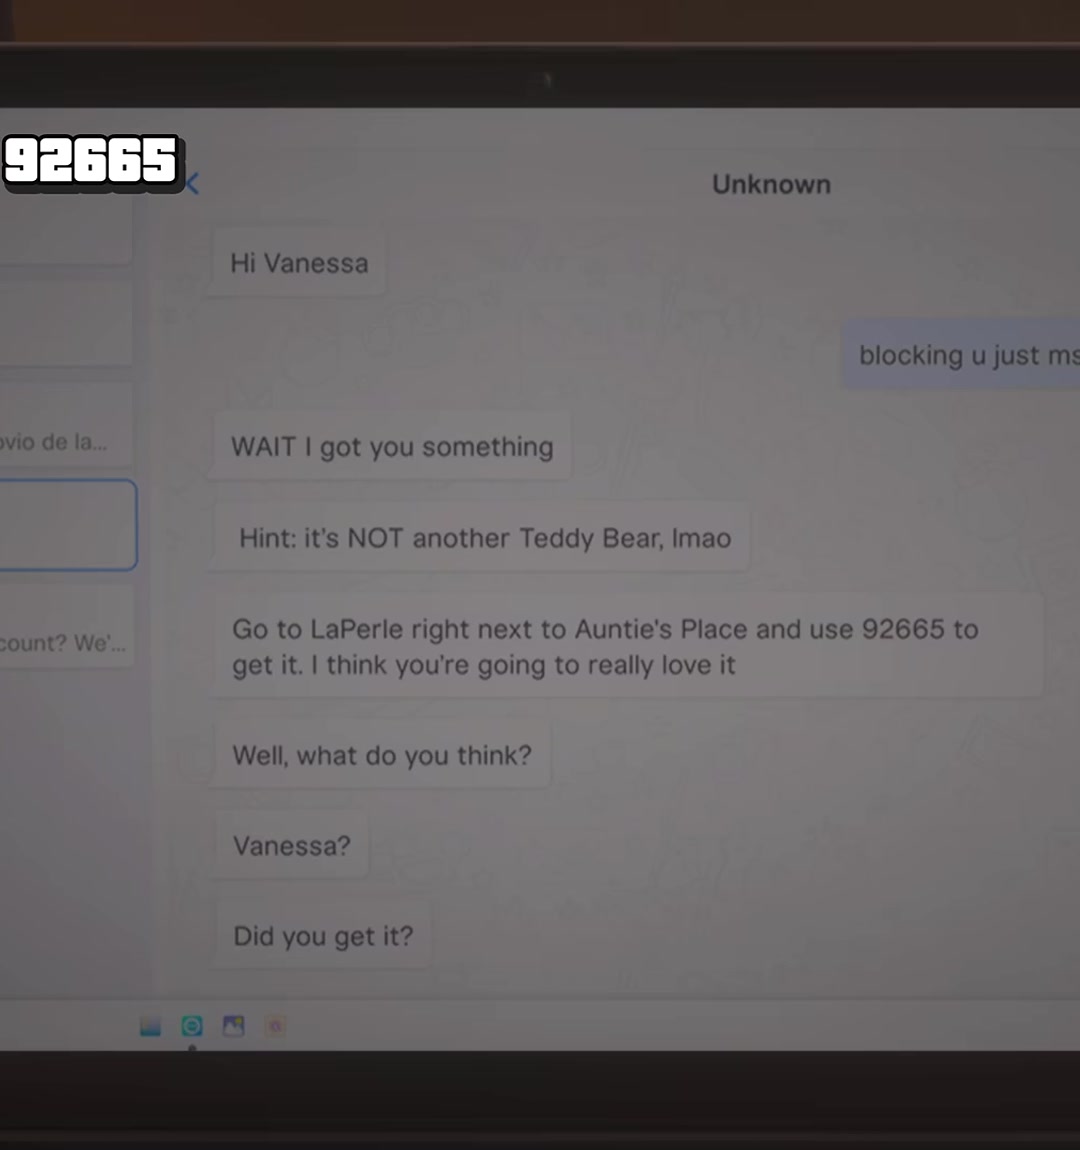 92665
Unknown
Hi Vanessa
blocking u just ms
WAIT I got you something
ovio de la...
Hint: it's NOT another Teddy Bear, lmao
Go to LaPerle right next to Auntie's Place and use 92665 to
get it. I think you're going to really love it
count? We'...
Well, what do you think?
Vanessa?
Did you get it?